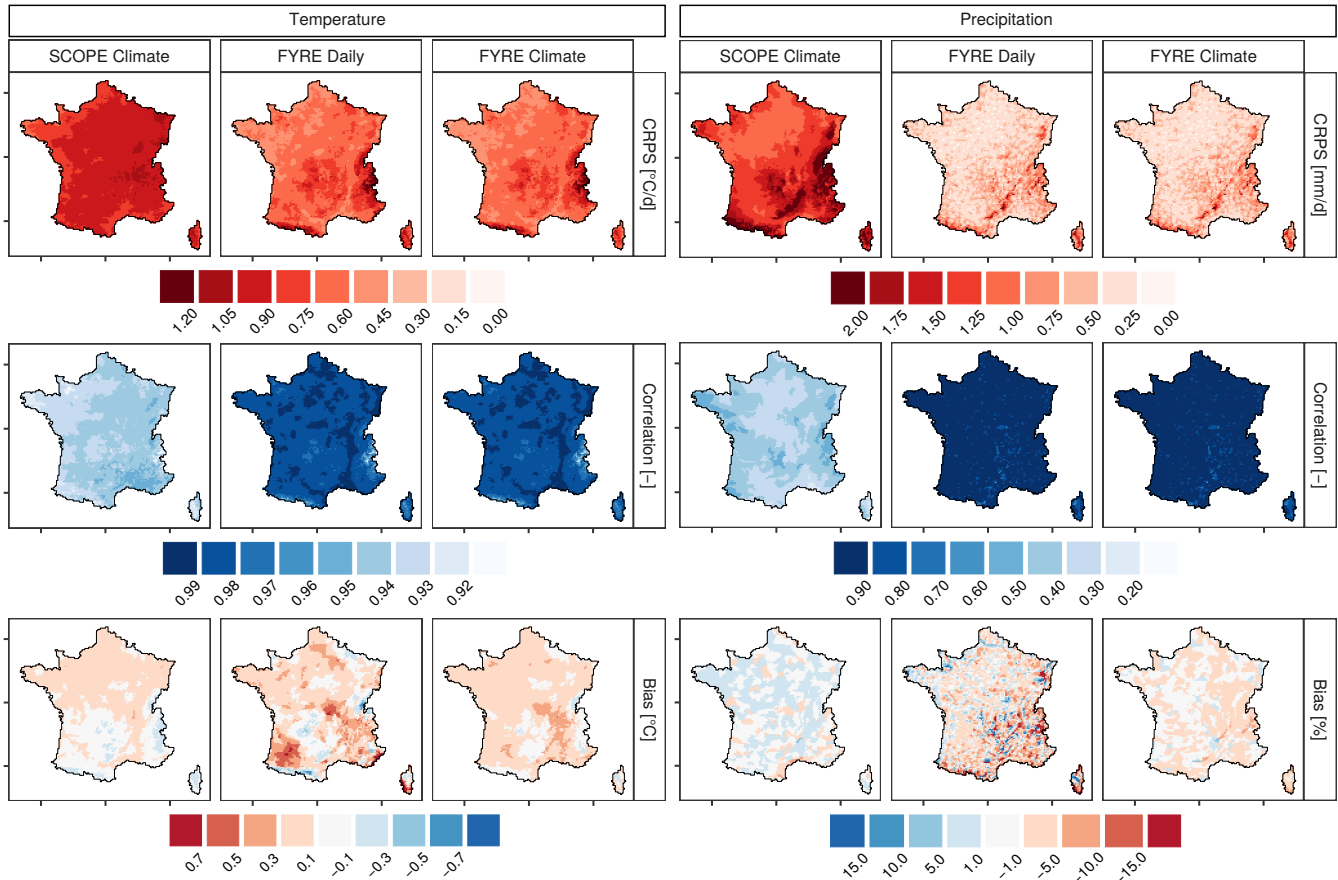 Temperature
Precipitation
SCOPE Climate
FYRE Daily
FYRE Climate
SCOPE Climate
FYRE Daily
FYRE Climate
CRPS [°C/d]
CRPS [mm/d]
1.20 1.05 0.90 0.75 0.60 0.45 0.30 0.15 0.00
2.00 1.75 1.50 1.25 1.00 0.75 0.50 0.25 0.00
Correlation [−]
Correlation [−]
0.99 0.98 0.97 0.96 0.95 0.94 0.93 0.92
0.90 0.80 0.70 0.60 0.50 0.40 0.30 0.20
Bias [°C]
Bias [%]
0.7 0.5 0.3 0.1 −0.1 −0.3 −0.5 −0.7
15.0 10.0 5.0 1.0 −1.0 −5.0 −10.0 −15.0